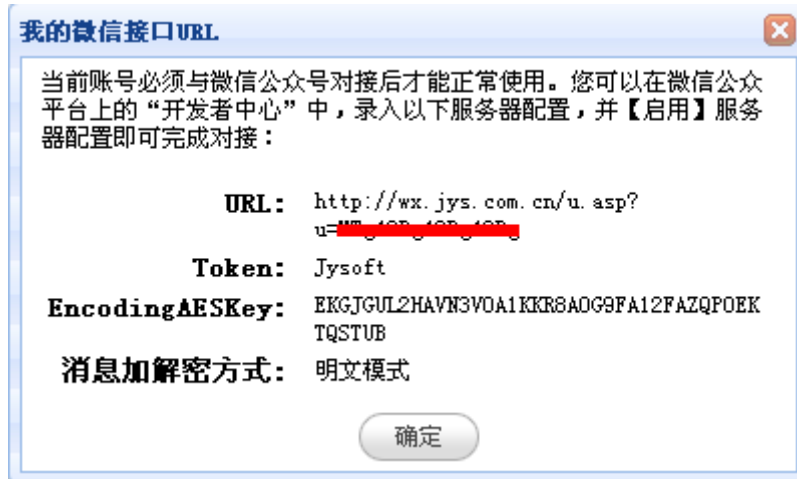 我的微信接口URL
当前账号必须与微信公众号对接后才能正常使用。您可以在微信公众
平台上的“开发者中心”中，录入以下服务器配置，并【启用】服务
器配置即可完成对接：
URL： http://wx.jys.com.cn/u.asp?
u=
Token： Jysoft
EncodingAESKey： EKGJGUL2HAVN3VOA1KKR8AOG9FA12FAZQPOEK
TQSTUB
消息加解密方式： 明文模式
确定